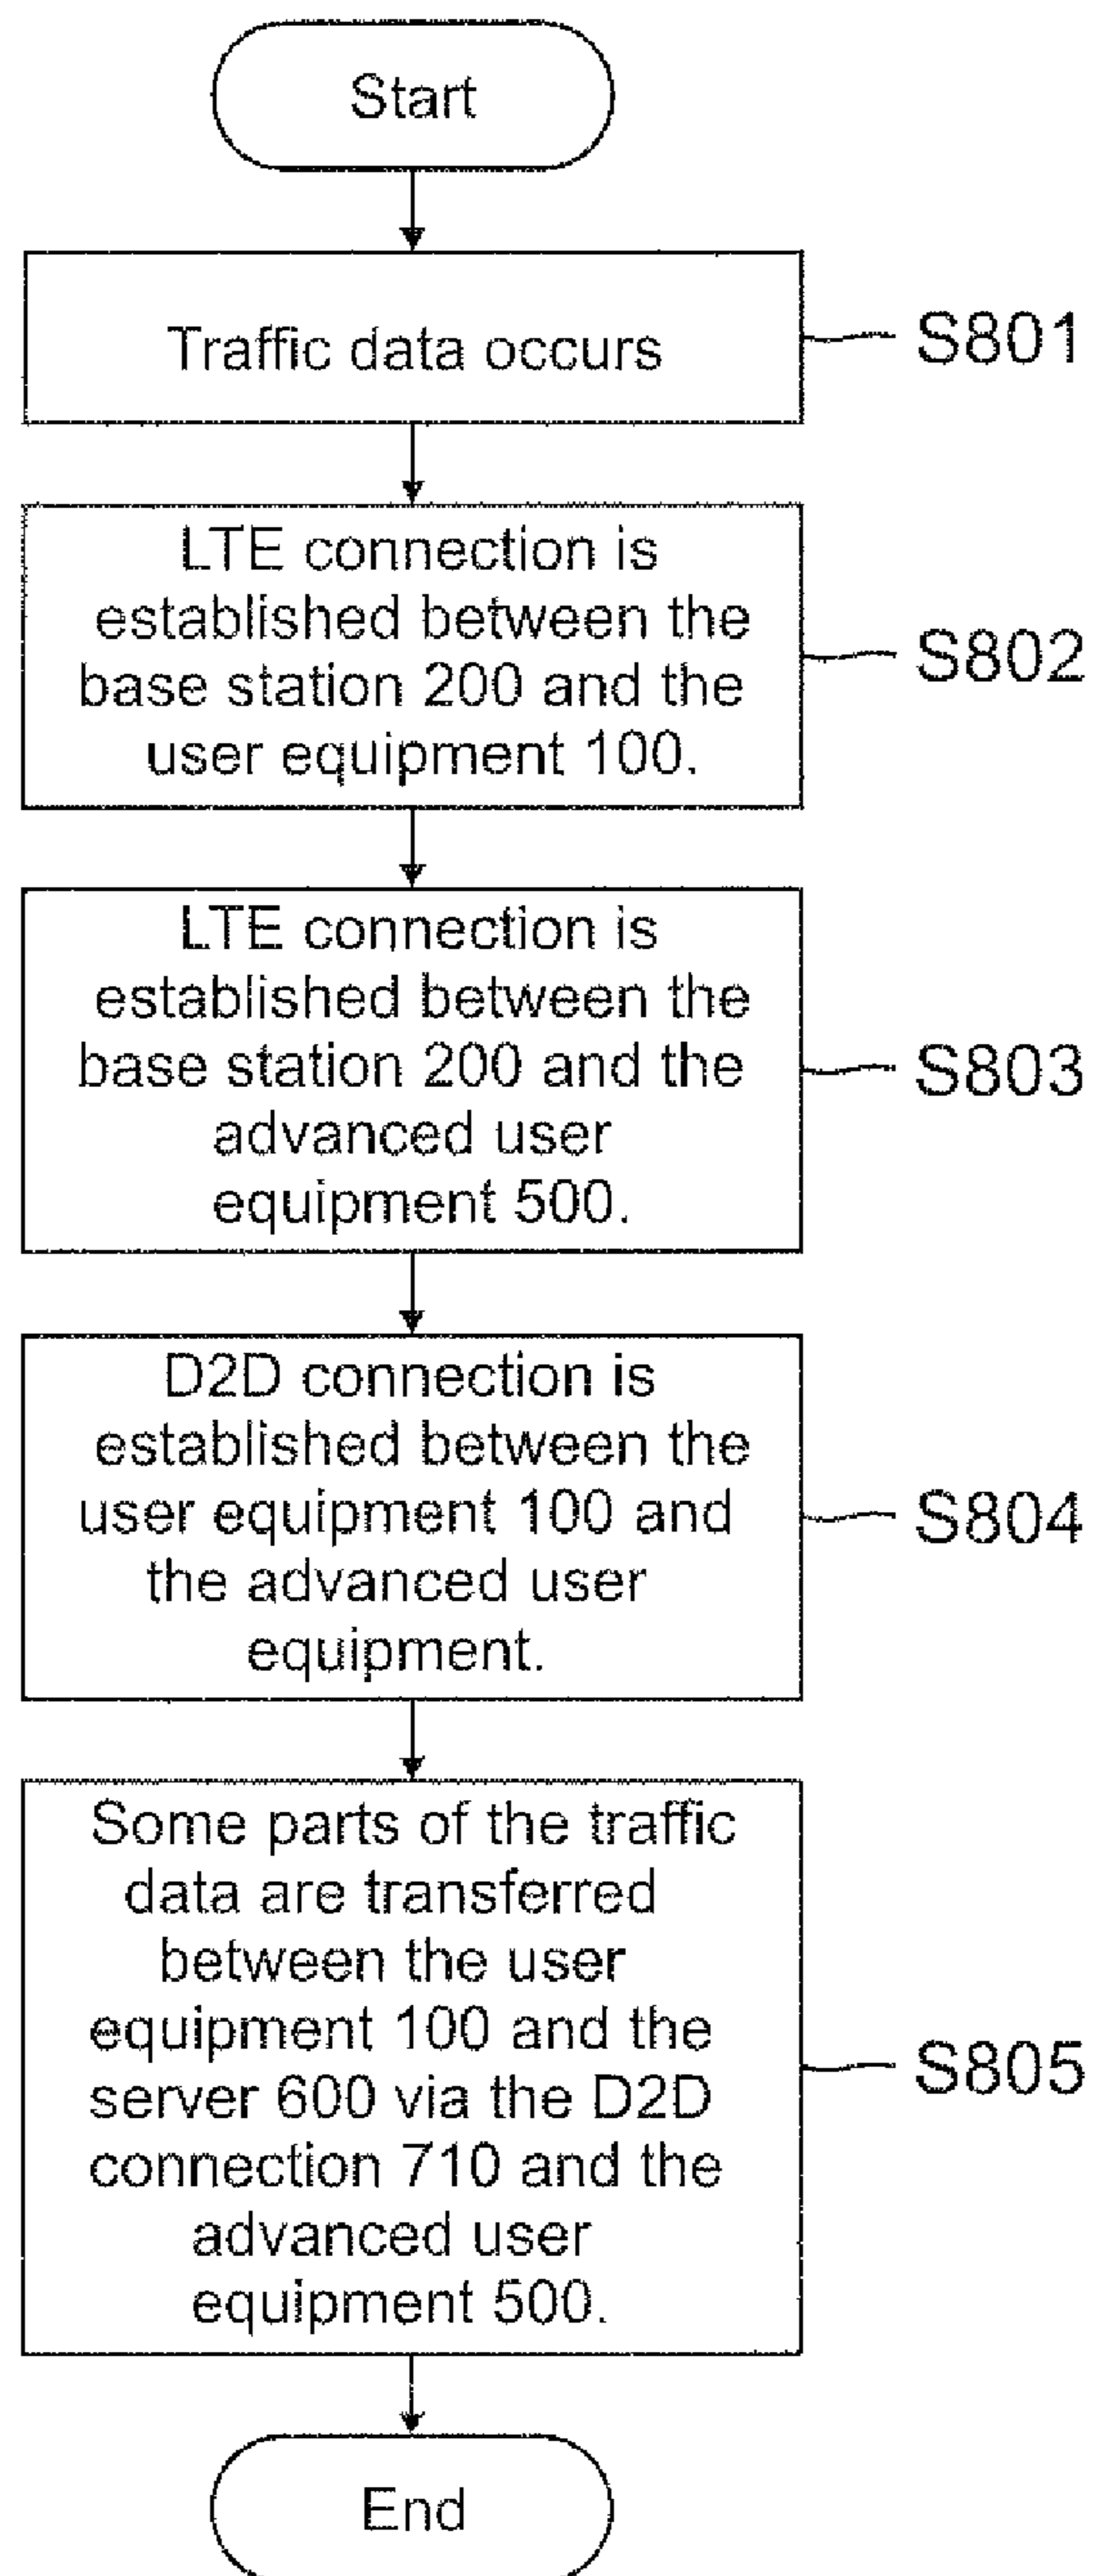 Start
Traffic data occurs
S801
LTE connection is
established between the
base station 200 and the
user equipment 100.
S802
LTE connection is
established between the
base station 200 and the
advanced user
equipment 500.
S803
D2D connection is
established between the
user equipment 100 and
the advanced user
equipment.
S804
Some parts of the traffic
data are transferred
between the user
equipment 100 and the
server 600 via the D2D
connection 710 and the
advanced user
equipment 500.
S805
End